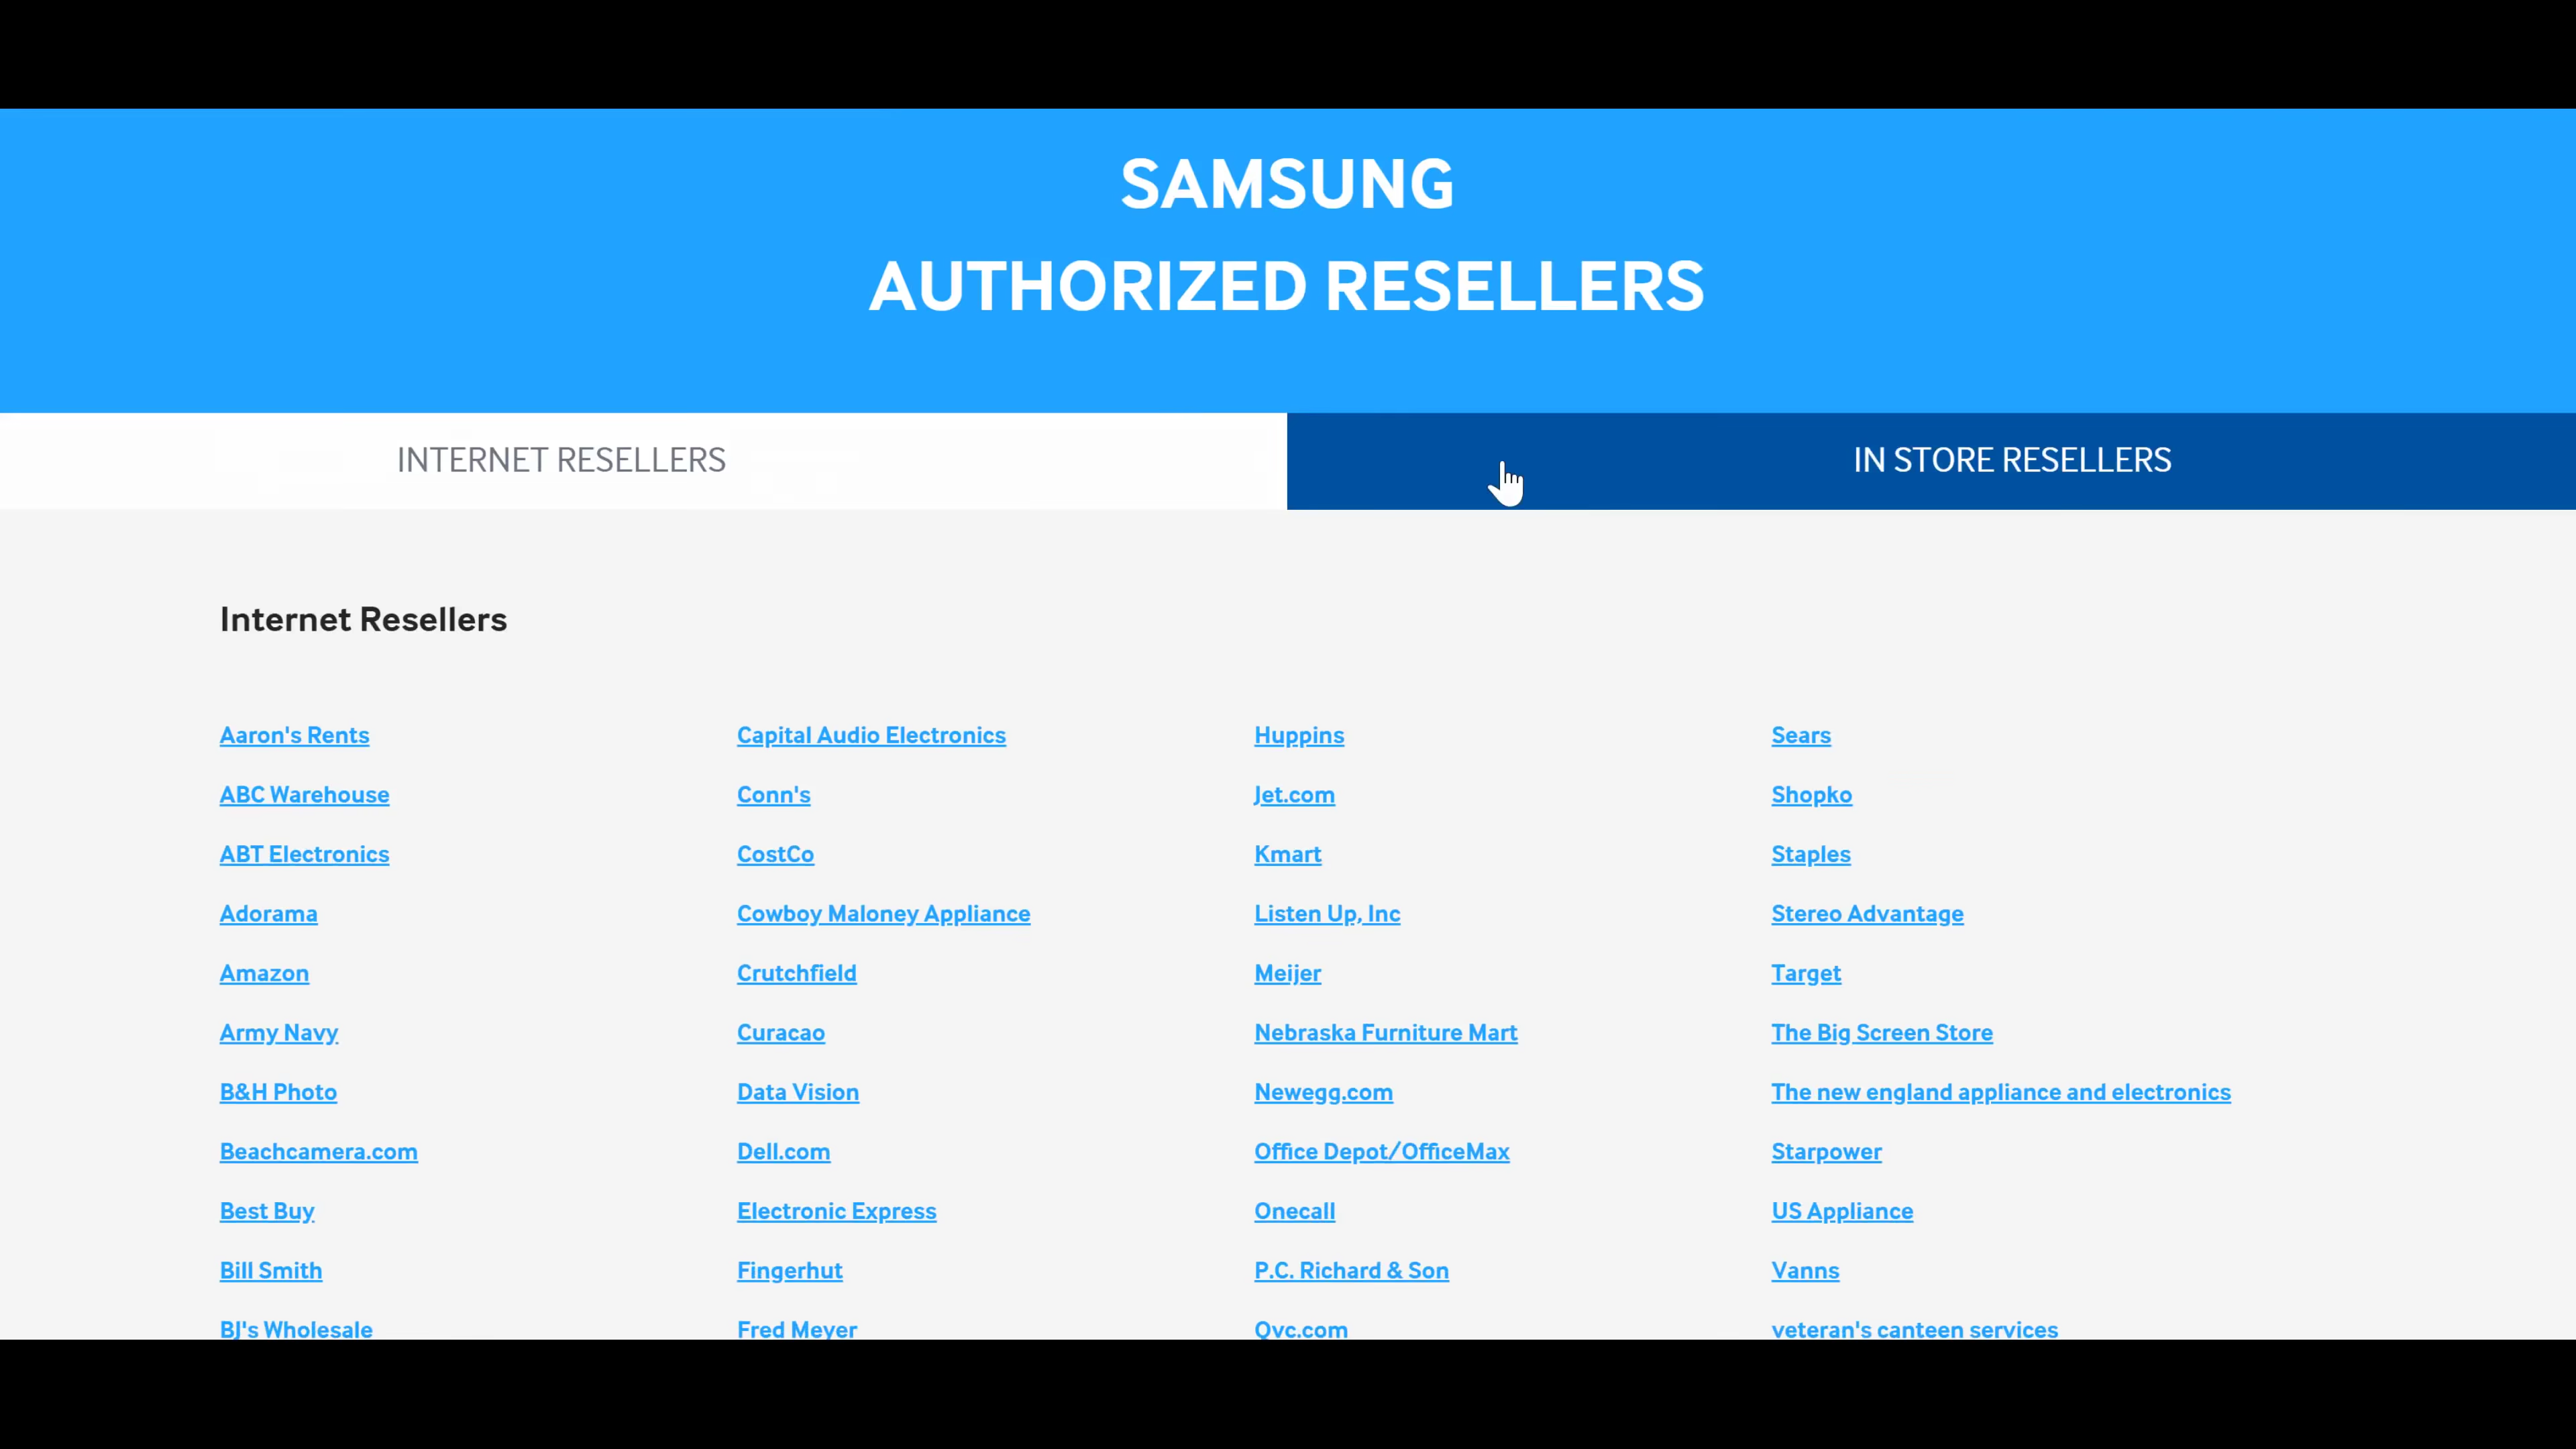 SAMSUNG
AUTHORIZED RESELLERS
INTERNET RESELLERS
IN STORE RESELLERS
Internet Resellers
Aaron's Rents
ABC Warehouse
ABT Electronics
Adorama
Amazon
Army Navy
B&H Photo
Beachcamera.com
Best Buy
Bill Smith
BJ's Wholesale
Capital Audio Electronics
Conn's
CostCo
Cowboy Maloney Appliance
Crutchfield
Curacao
Data Vision
Dell.com
Electronic Express
Fingerhut
Fred Meyer
Huppins
Jet.com
Kmart
Listen Up, Inc
Meijer
Nebraska Furniture Mart
Newegg.com
Office Depot/OfficeMax
Onecall
P.C. Richard & Son
Qvc.com
Sears
Shopko
Staples
Stereo Advantage
Target
The Big Screen Store
The new england appliance and electronics
Starpower
US Appliance
Vanns
veteran's canteen services